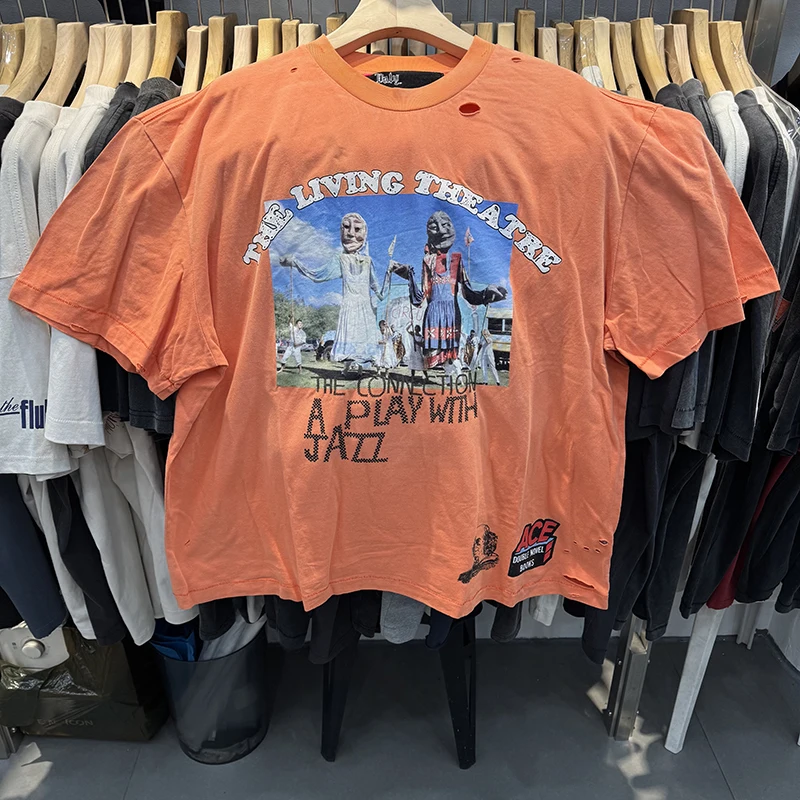 THE LIVING THEATRE
THE CONNECTION
A PLAY WITH
JAZZ
ACE
DOUBLE NOVEL
BOOKS
the
flu